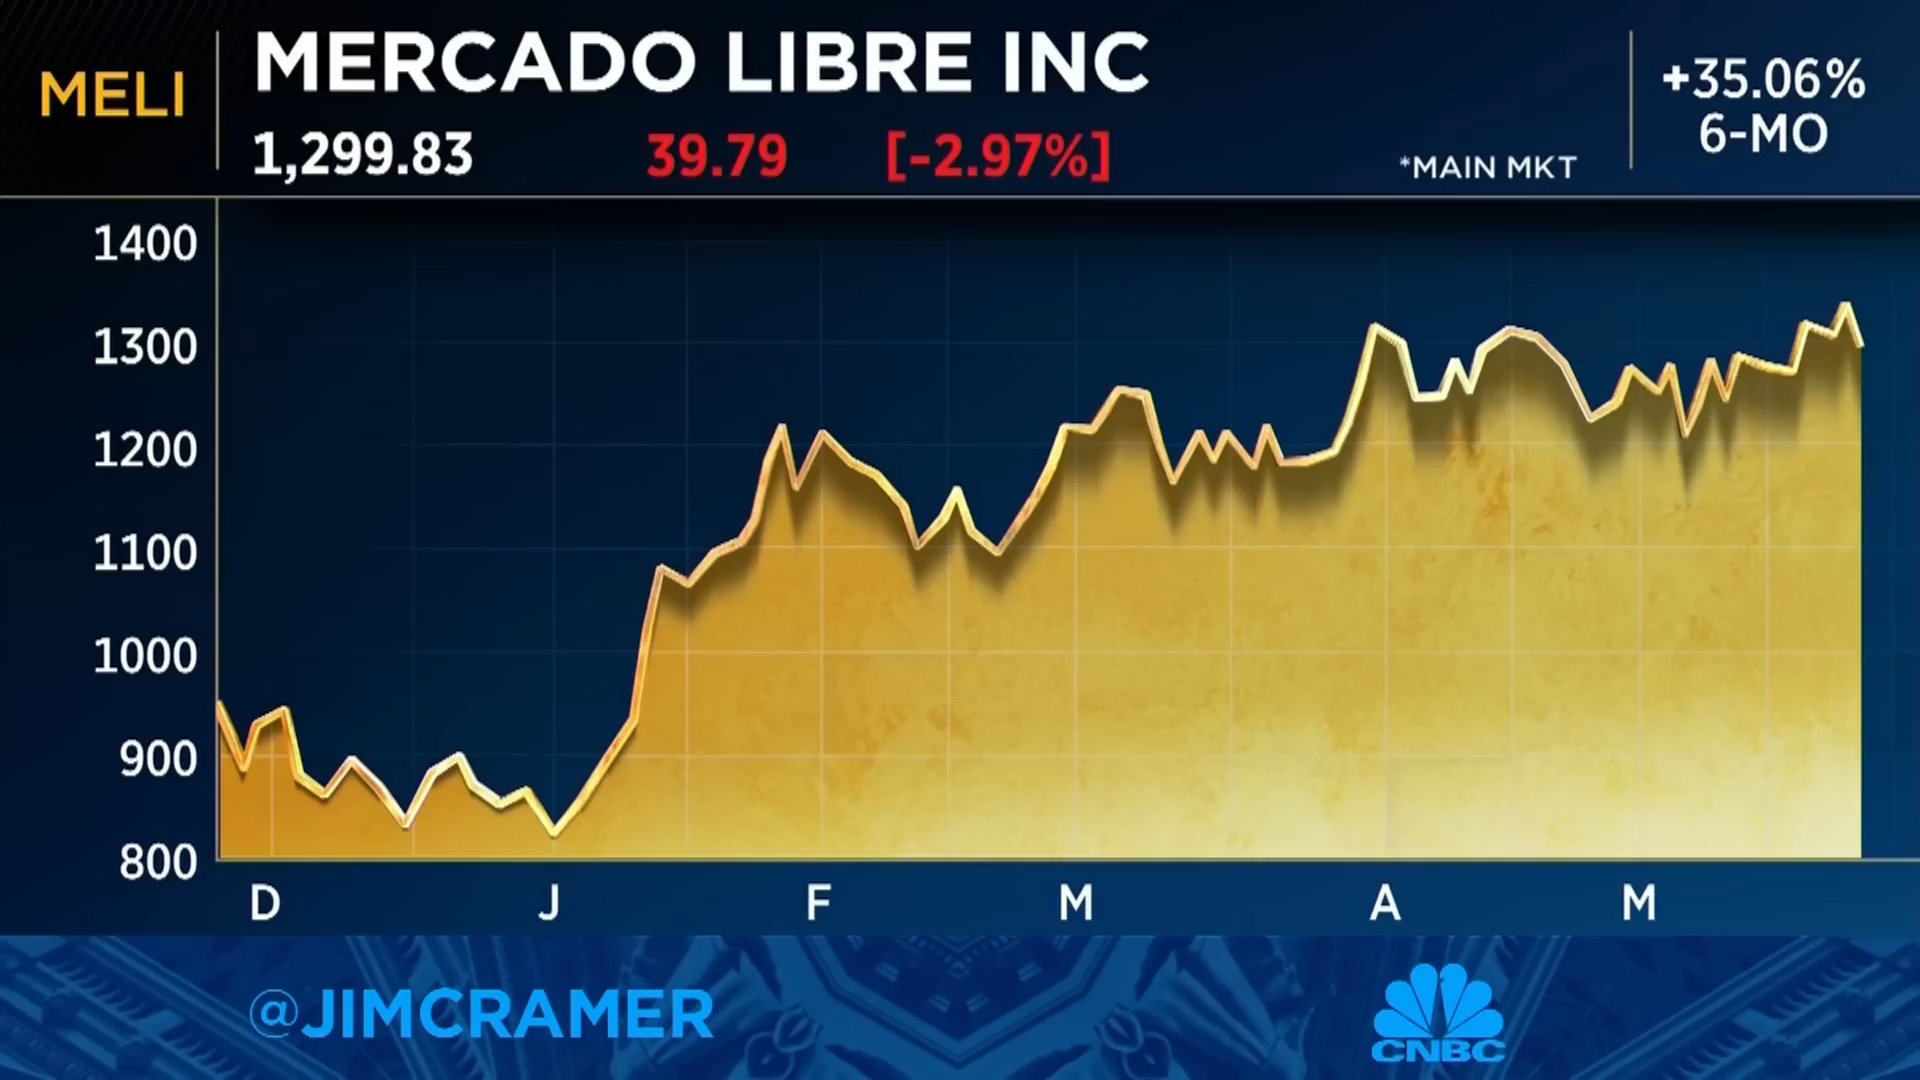 MELI
MERCADO LIBRE INC
1,299.83 39.79 [-2.97%]
*MAIN MKT
+35.06%
6-MO
1400
1300
1200
1100
1000
900
800
D J F M A M
@JIMCRAMER
CNBC